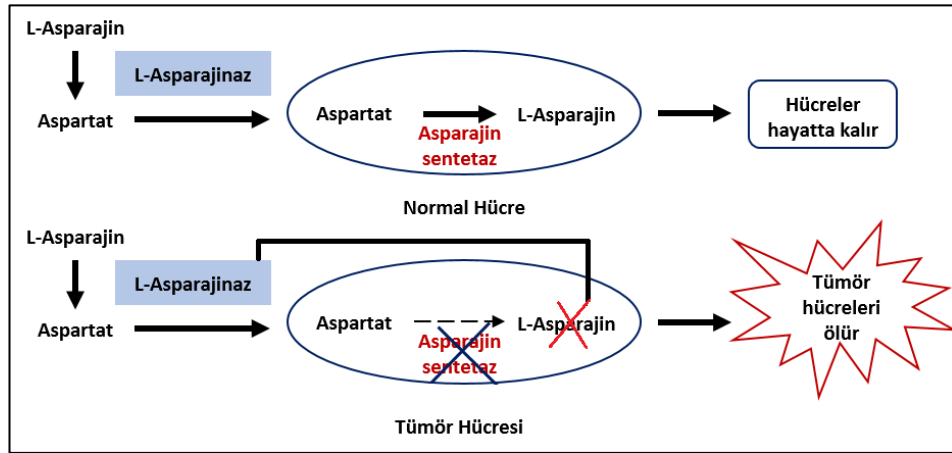 L-Asparajin
L-Asparajinaz
Aspartat
Aspartat
L-Asparajin
Asparajin
sentetaz
Hücreler
hayatta kalır
Normal Hücre
L-Asparajin
L-Asparajinaz
Aspartat
Aspartat
L-Asparajin
Asparajin
sentetaz
Tümör
hücreleri
ölür
Tümör Hücresi